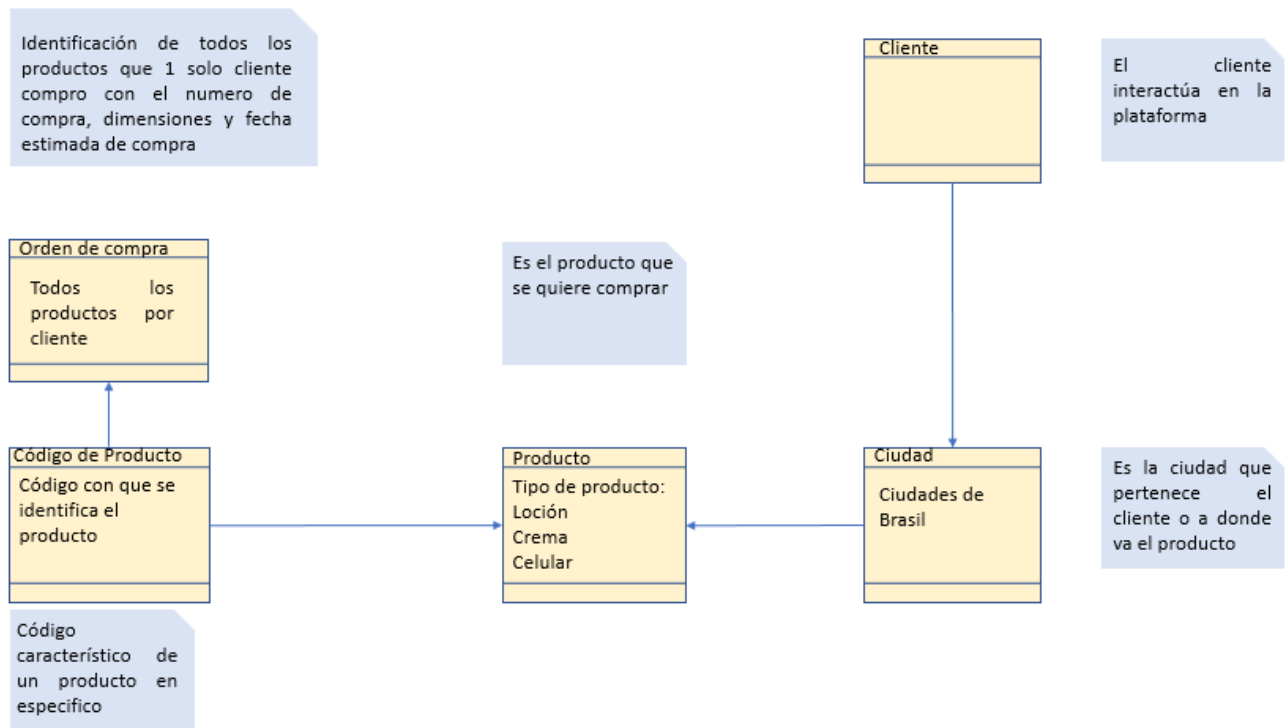 Identificación de todos los
productos que 1 solo cliente
compro con el numero de
compra, dimensiones y fecha
estimada de compra
Cliente
El cliente
interactúa en la
plataforma
Orden de compra
Todos los
productos por
cliente
Es el producto que
se quiere comprar
Código de Producto
Código con que se
identifica el
producto
Producto
Tipo de producto:
Loción
Crema
Celular
Ciudad
Ciudades de
Brasil
Es la ciudad que
pertenece el
cliente o a donde
va el producto
Código
característico de
un producto en
especifico